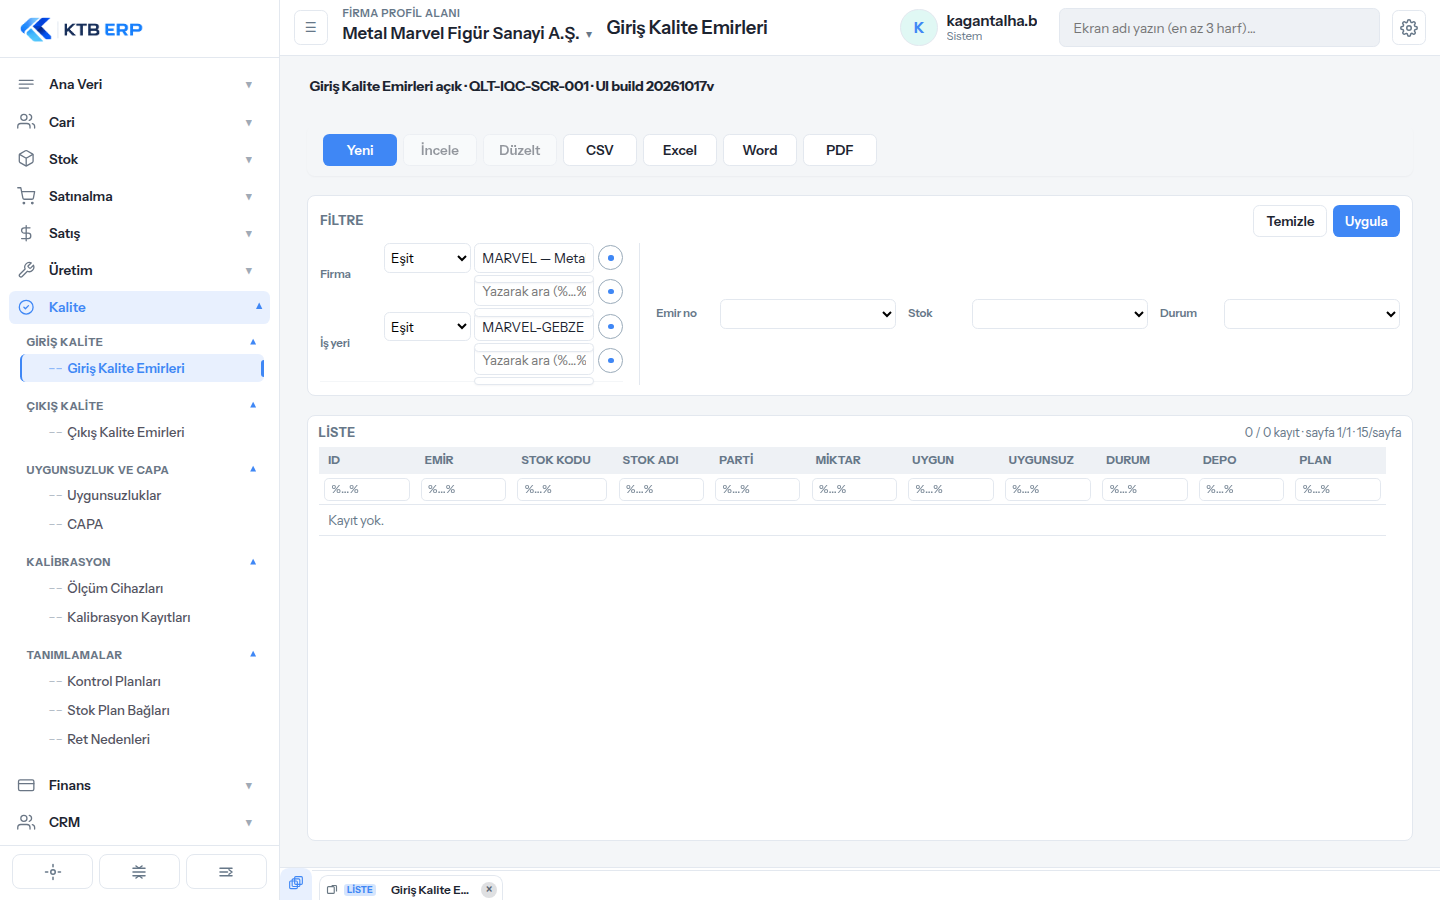 KTB ERP
Ana Veri
Cari
Stok
Satınalma
Satış
Üretim
Kalite
GİRİŞ KALİTE
Giriş Kalite Emirleri
ÇIKIŞ KALİTE
Çıkış Kalite Emirleri
UYGUNSUZLUK VE CAPA
Uygunsuzluklar
CAPA
KALİBRASYON
Ölçüm Cihazları
Kalibrasyon Kayıtları
TANIMLAMALAR
Kontrol Planları
Stok Plan Bağları
Ret Nedenleri
Finans
CRM
FİRMA PROFİL ALANI
Metal Marvel Figür Sanayi A.Ş. ▾
Giriş Kalite Emirleri
K
kagantalha.b
Sistem
Ekran adı yazın (en az 3 harf)...
Giriş Kalite Emirleri açık · QLT-IQC-SCR-001 · UI build 20261017v
Yeni İncele Düzelt CSV Excel Word PDF
FİLTRE
Temizle Uygula
Firma Eşit MARVEL — Meta
Yazarak ara (%...%
İş yeri Eşit MARVEL-GEBZE
Yazarak ara (%...%
Emir no Stok Durum
LİSTE
0 / 0 kayıt · sayfa 1/1 · 15/sayfa
ID EMİR STOK KODU STOK ADI PARTİ MİKTAR UYGUN UYGUNSUZ DURUM DEPO PLAN
%...% %...% %...% %...% %...% %...% %...% %...% %...% %...% %...%
Kayıt yok.
LİSTE Giriş Kalite E...